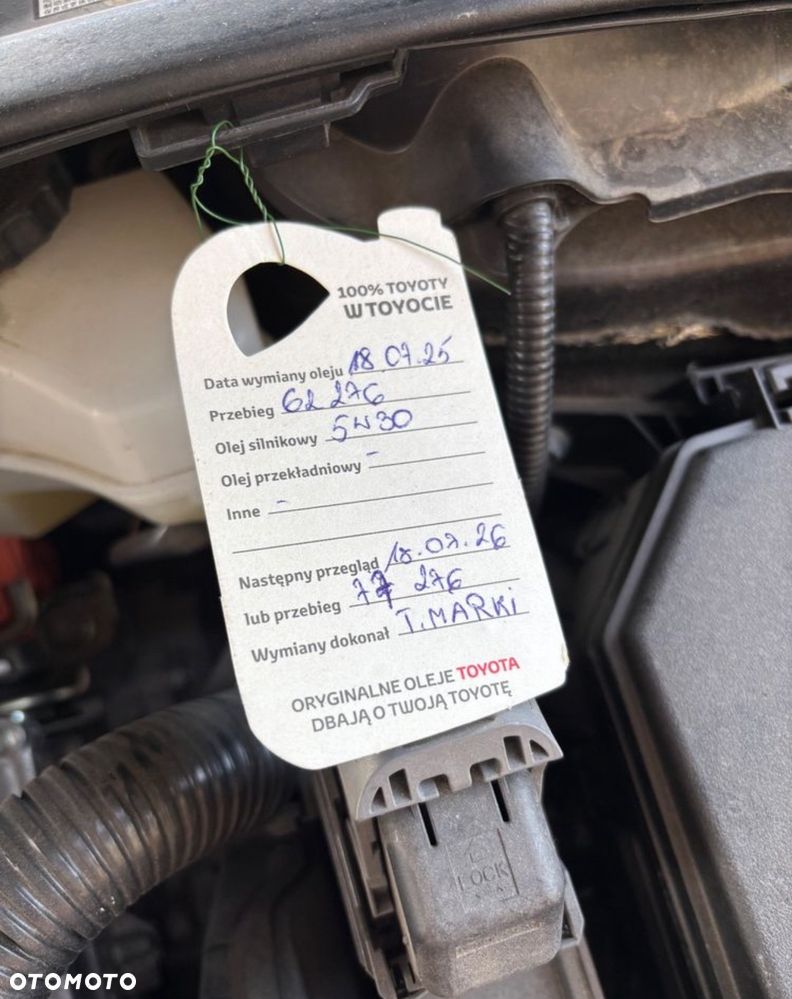 100% TOYOTY
W TOYOCIE
Data wymiany oleju 18.07.25
Przebieg 62 276
Olej silnikowy 5W30
Olej przekładniowy -
Inne -
Następny przegląd 18.07.26
lub przebieg 77 276
Wymiany dokonał T. MARKi
ORYGINALNE OLEJE TOYOTA
DBAJĄ O TWOJĄ TOYOTĘ
LOCK
OTOMOTO